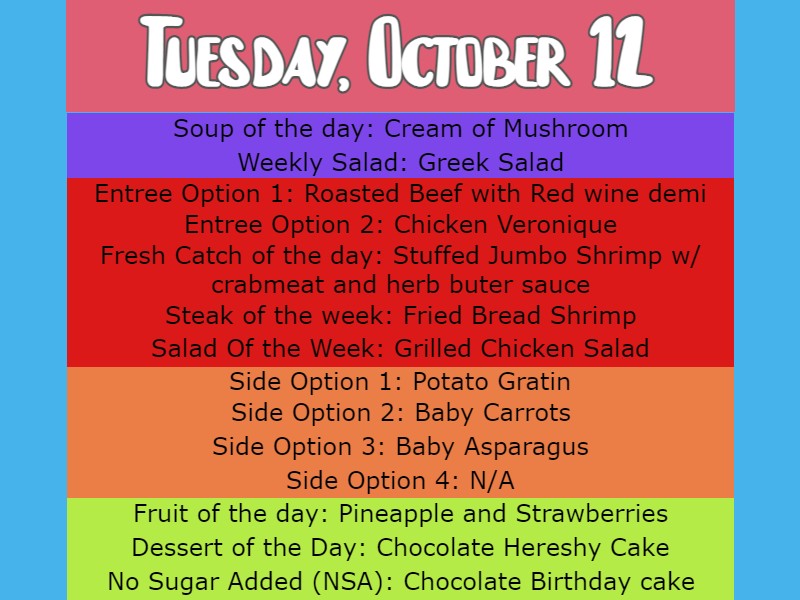 Tuesday, October 12
Soup of the day: Cream of Mushroom
Weekly Salad: Greek Salad
Entree Option 1: Roasted Beef with Red wine demi
Entree Option 2: Chicken Veronique
Fresh Catch of the day: Stuffed Jumbo Shrimp w/
crabmeat and herb buter sauce
Steak of the week: Fried Bread Shrimp
Salad Of the Week: Grilled Chicken Salad
Side Option 1: Potato Gratin
Side Option 2: Baby Carrots
Side Option 3: Baby Asparagus
Side Option 4: N/A
Fruit of the day: Pineapple and Strawberries
Dessert of the Day: Chocolate Hereshy Cake
No Sugar Added (NSA): Chocolate Birthday cake